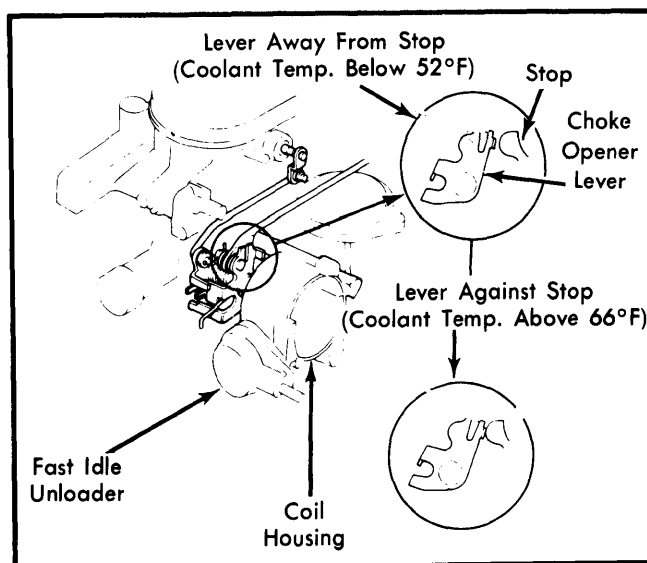 Lever Away From Stop
(Coolant Temp. Below 52°F)
Stop
Choke
Opener
Lever
Lever Against Stop
(Coolant Temp. Above 66°F)
Fast Idle
Unloader
Coil
Housing